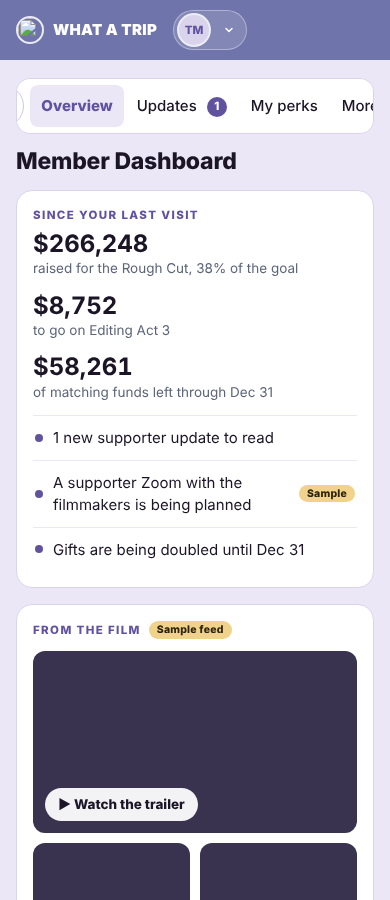 WHAT A TRIP
TM
Overview
Updates 1
My perks
More
Member Dashboard
SINCE YOUR LAST VISIT
$266,248
raised for the Rough Cut, 38% of the goal
$8,752
to go on Editing Act 3
$58,261
of matching funds left through Dec 31
1 new supporter update to read
A supporter Zoom with the
filmmakers is being planned
Sample
Gifts are being doubled until Dec 31
FROM THE FILM
Sample feed
▶ Watch the trailer